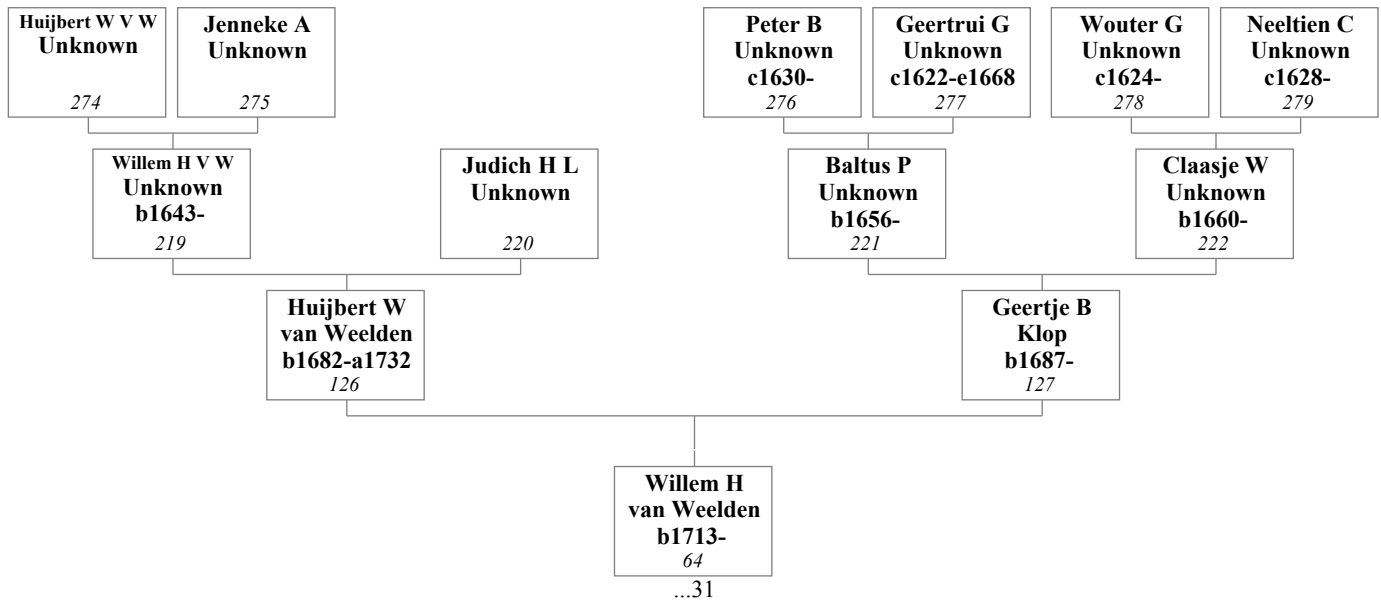 Huijbert W V W
Unknown
274
Jenneke A
Unknown
275
Peter B
Unknown
c1630-
276
Geertrui G
Unknown
c1622-e1668
277
Wouter G
Unknown
c1624-
278
Neeltien C
Unknown
c1628-
279
Willem H V W
Unknown
b1643-
219
Judich H L
Unknown
220
Baltus P
Unknown
b1656-
221
Claasje W
Unknown
b1660-
222
Huijbert W
van Weelden
b1682-a1732
126
Geertje B
Klop
b1687-
127
Willem H
van Weelden
b1713-
64
...31